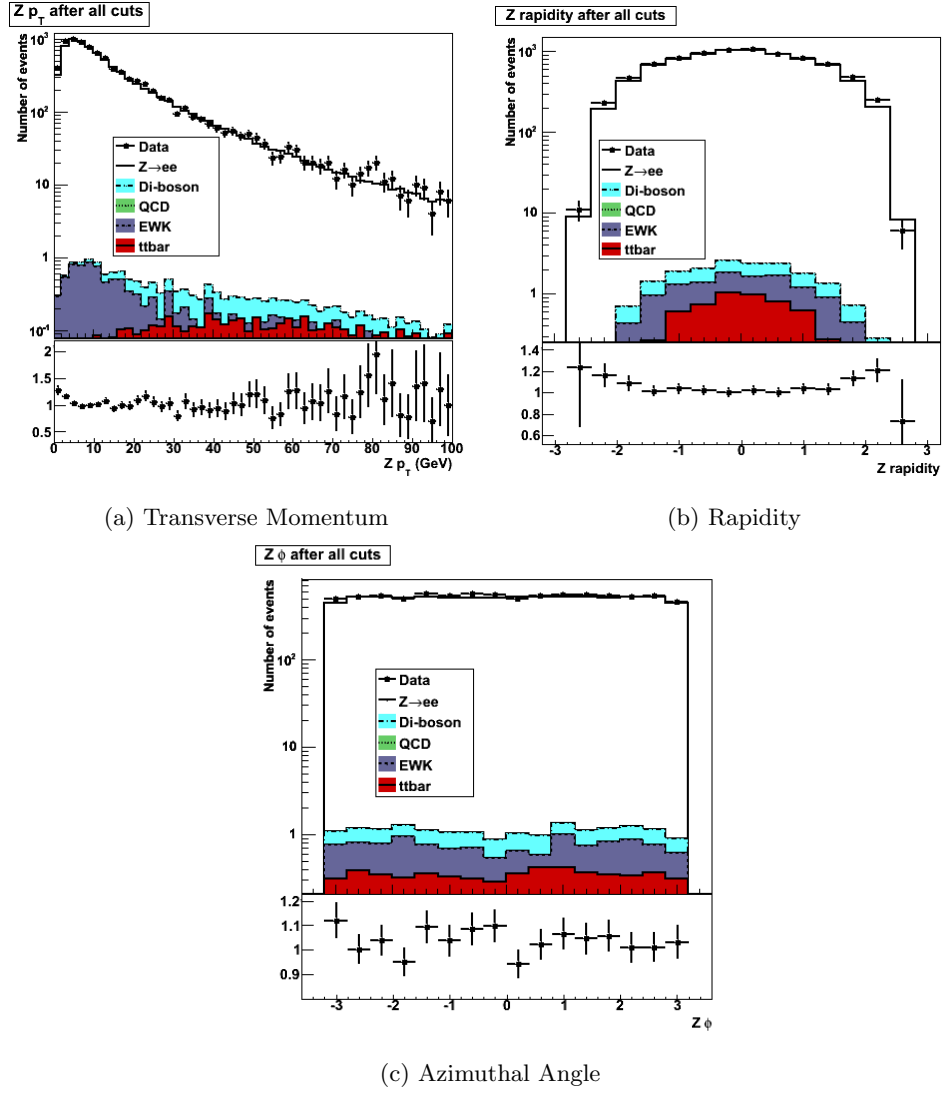 Z p_T after all cuts
Number of events
10³
10²
10
1
10⁻¹
Data
Z→ee
Di-boson
QCD
EWK
ttbar
2
1.5
1
0.5
0 10 20 30 40 50 60 70 80 90 100
Z p_T (GeV)
(a) Transverse Momentum
Z rapidity after all cuts
Number of events
10³
10²
10
1
Data
Z→ee
Di-boson
QCD
EWK
ttbar
1.4
1.2
1
0.8
0.6
-3 -2 -1 0 1 2 3
Z rapidity
(b) Rapidity
Z ϕ after all cuts
Number of events
10²
10
1
Data
Z→ee
Di-boson
QCD
EWK
ttbar
1.2
1.1
1
0.9
-3 -2 -1 0 1 2 3
Z ϕ
(c) Azimuthal Angle